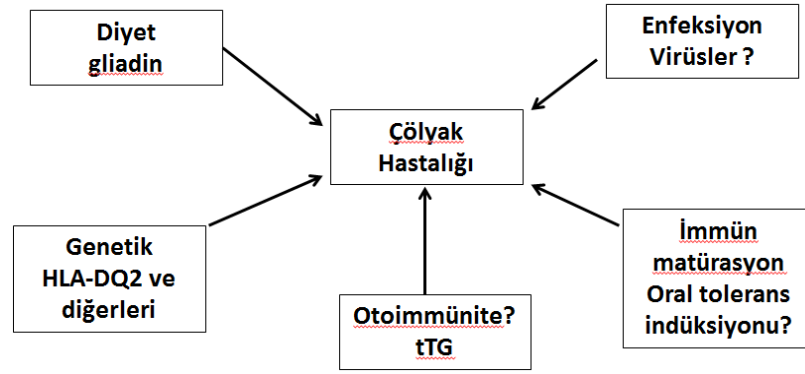 Diyet
gliadin
Enfeksiyon
Virüsler ?
Çölyak
Hastalığı
Genetik
HLA-DQ2 ve
diğerleri
Otoimmünite?
tTG
İmmün
matürasyon
Oral tolerans
indüksiyonu?